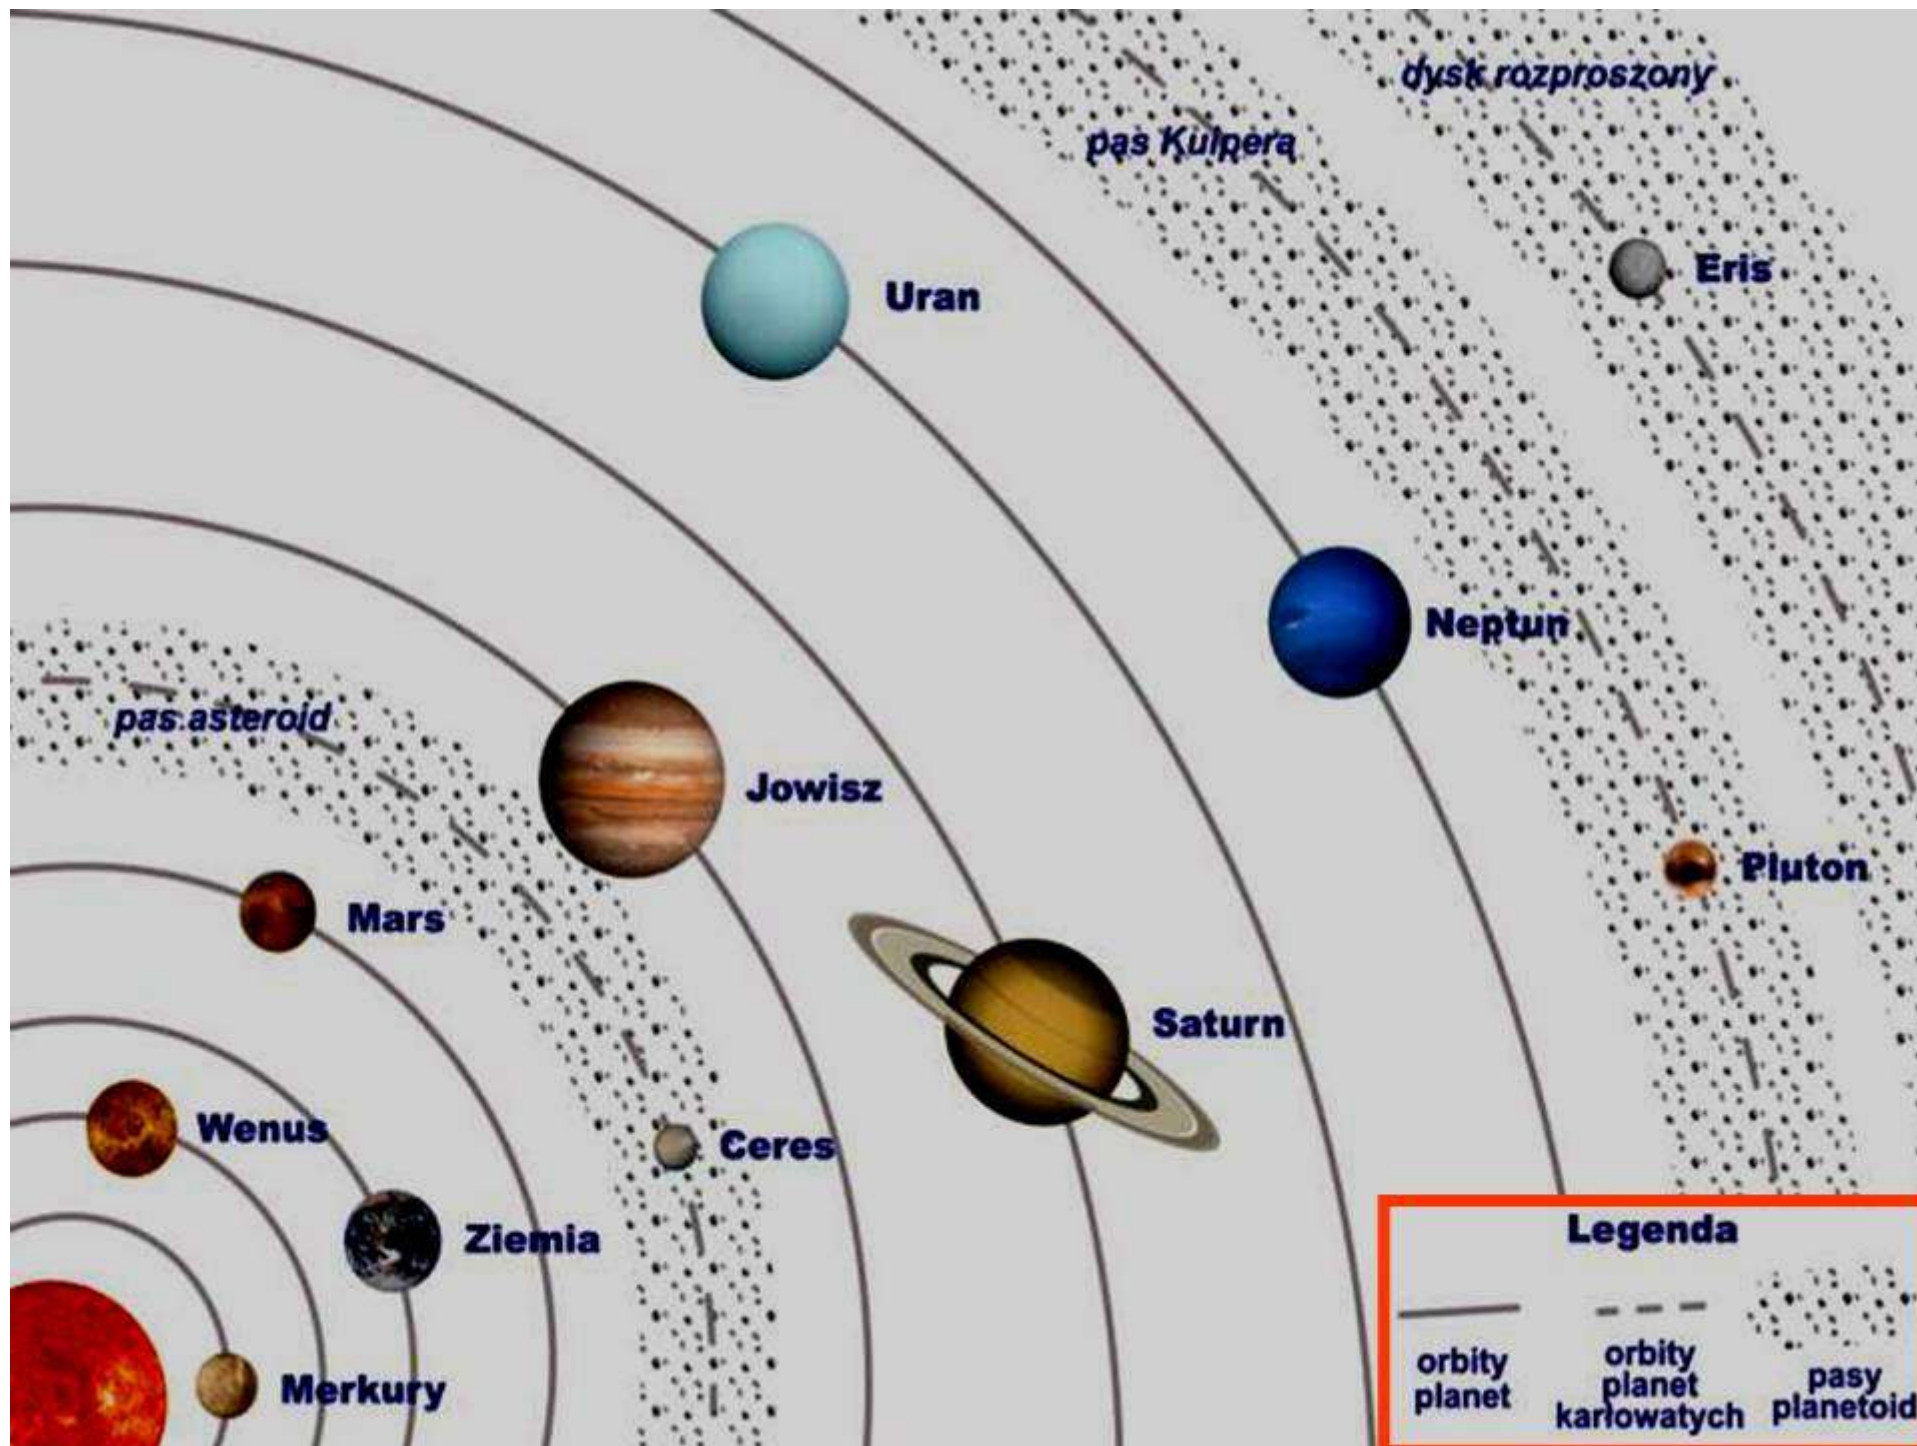 dysk rozproszony
pas Kuipera
Eris
Uran
Neptun
pas asteroid
Jowisz
Pluton
Mars
Saturn
Wenus
Ceres
Ziemia
Merkury
Legenda
orbity
planet
orbity
planet
karłowatych
pasy
planetoid